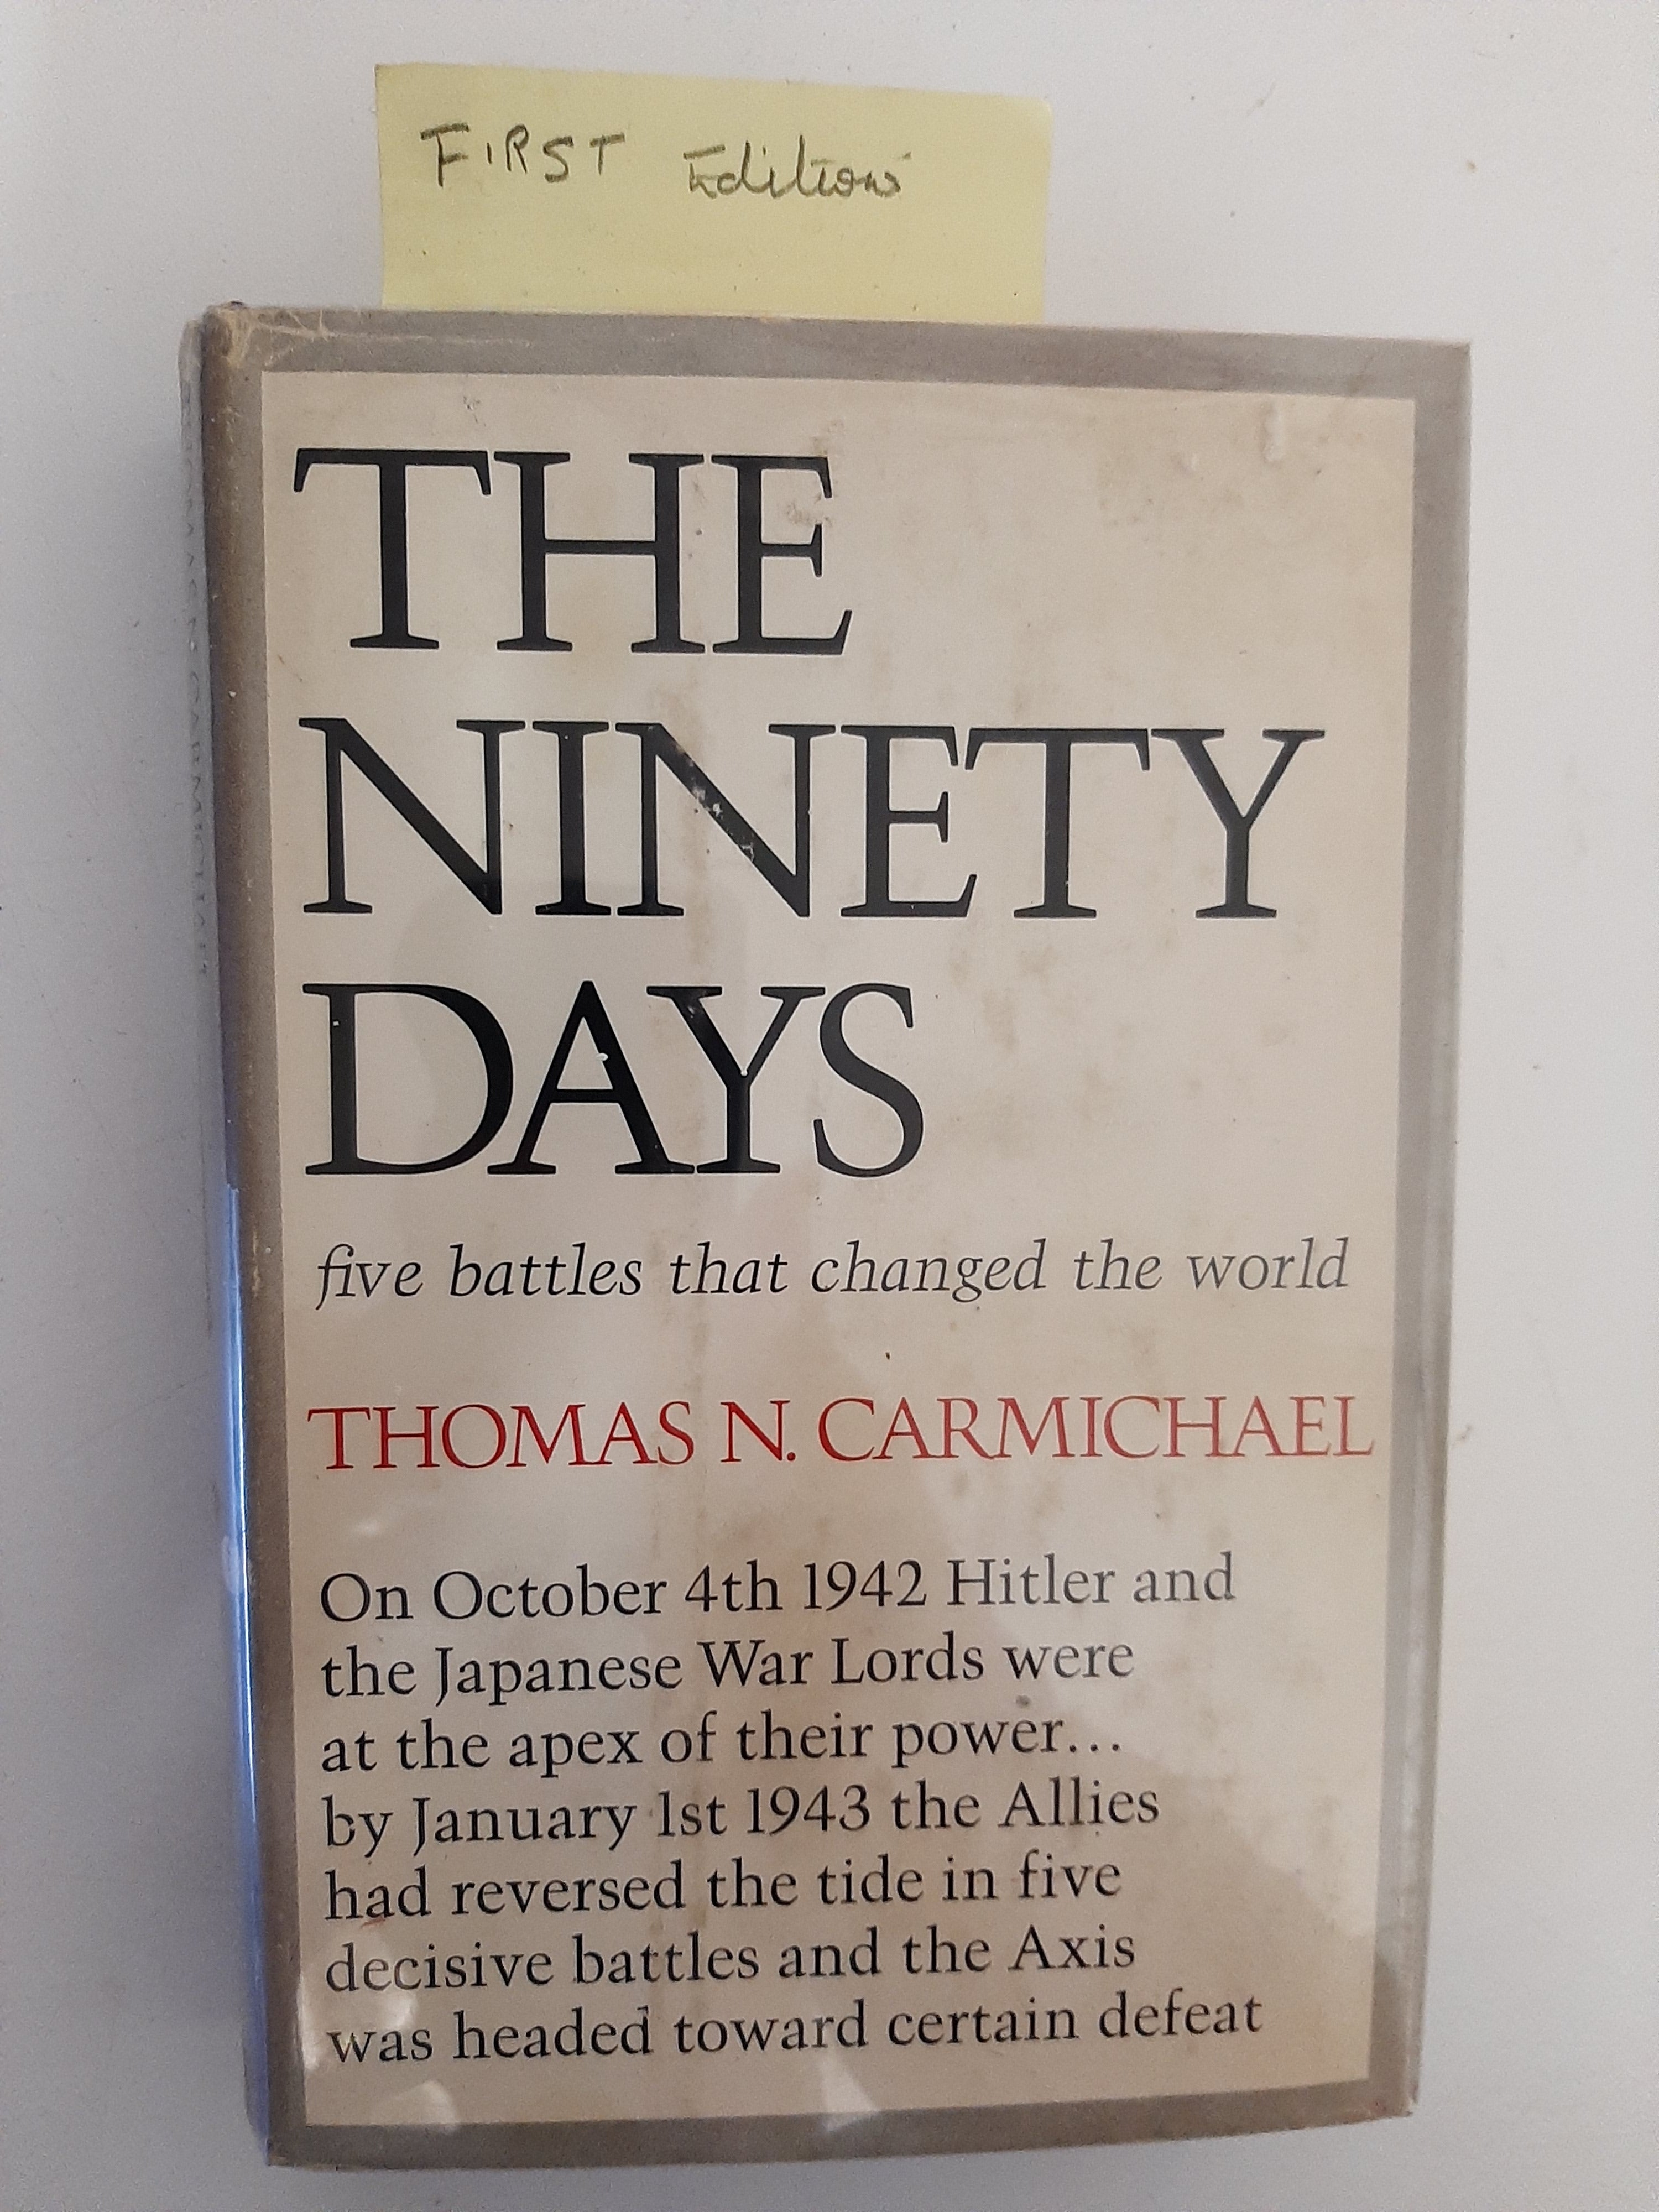 FIRST Edition
THE
NINETY
DAYS
five battles that changed the world
THOMAS N. CARMICHAEL
On October 4th 1942 Hitler and
the Japanese War Lords were
at the apex of their power...
by January 1st 1943 the Allies
had reversed the tide in five
decisive battles and the Axis
was headed toward certain defeat